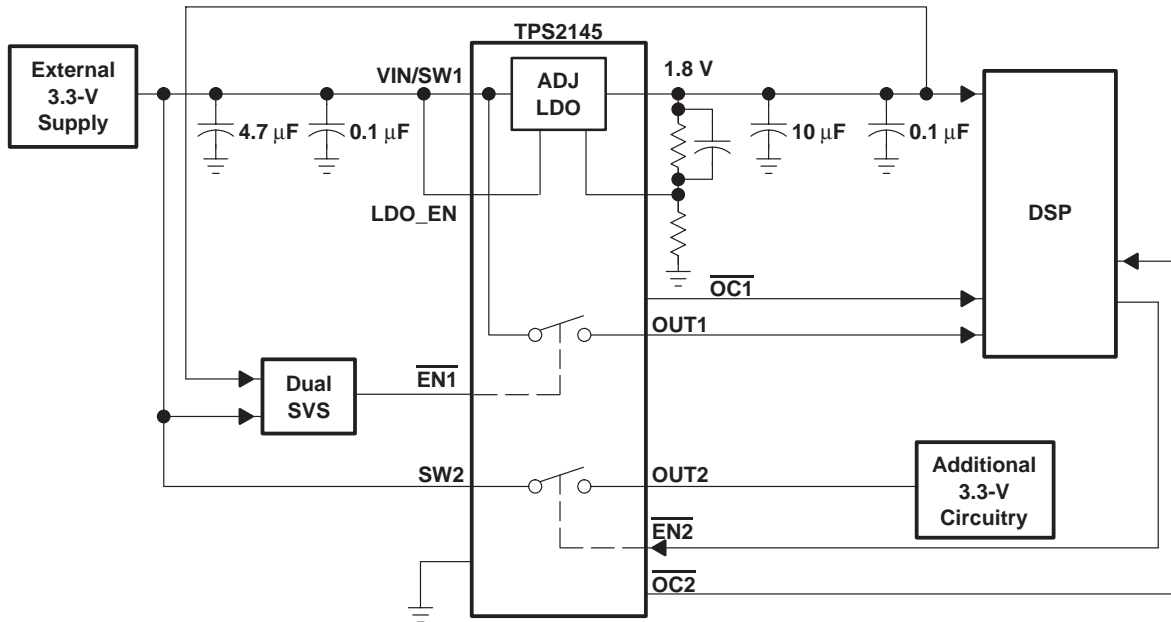 TPS2145
External
3.3-V
Supply
VIN/SW1
ADJ
LDO
1.8 V
4.7 μF
0.1 μF
10 μF
0.1 μF
LDO_EN
DSP
OC1
OUT1
Dual
SVS
EN1
SW2
OUT2
Additional
3.3-V
Circuitry
EN2
OC2